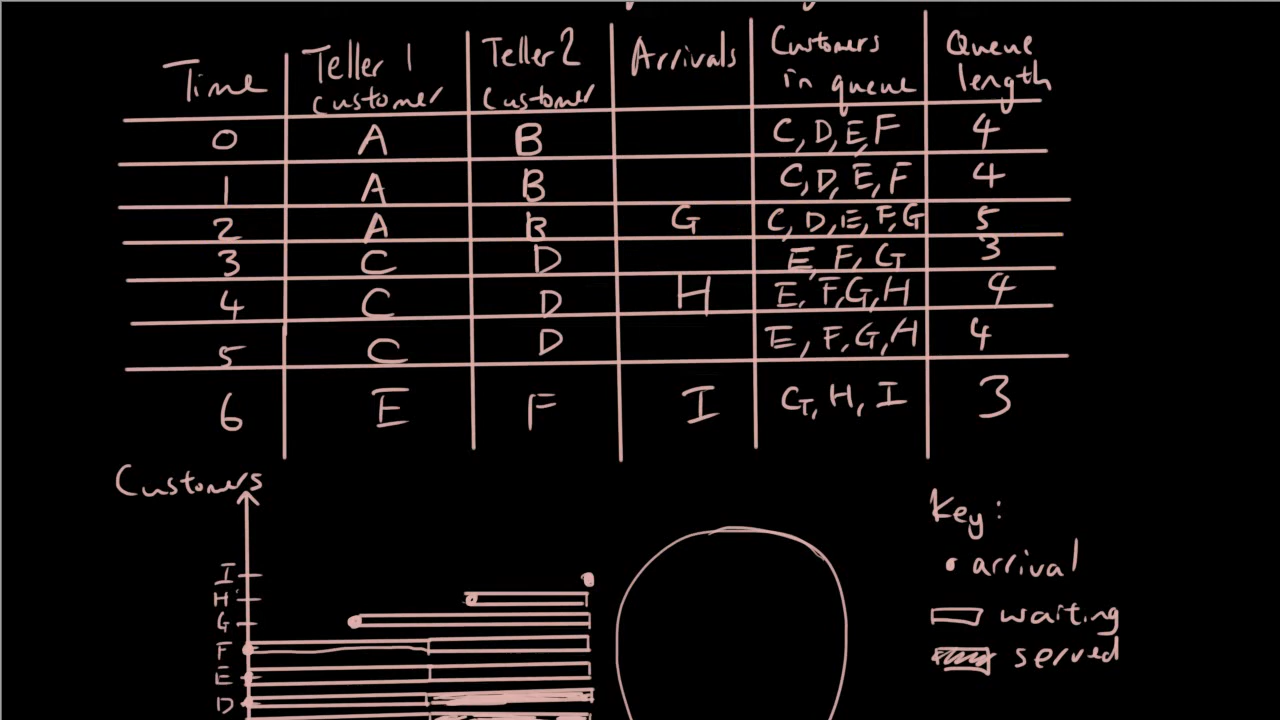 Time Teller 1 customer Teller 2 customer Arrivals Customers in queue Queue length
0 A B C, D, E, F 4
1 A B C, D, E, F 4
2 A B G C, D, E, F, G 5
3 C D E, F, G 3
4 C D H E, F, G, H 4
5 C D E, F, G, H 4
6 E F I G, H, I 3
Customers
Key:
arrival
waiting
served
I
H
G
F
E
D